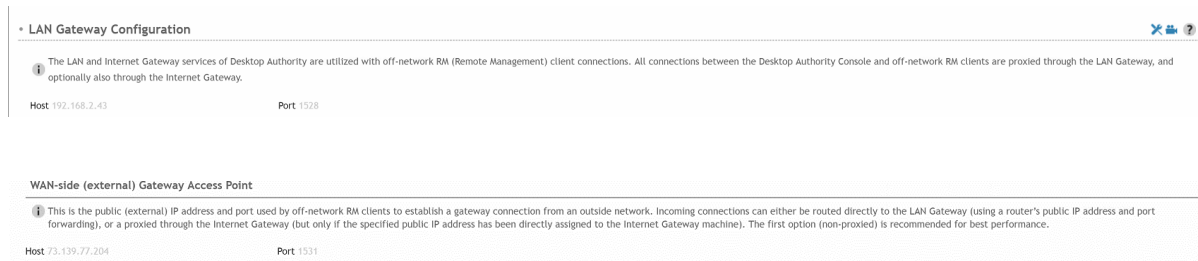 • LAN Gateway Configuration
The LAN and Internet Gateway services of Desktop Authority are utilized with off-network RM (Remote Management) client connections. All connections between the Desktop Authority Console and off-network RM clients are proxied through the LAN Gateway, and
optionally also through the Internet Gateway.
Host 192.168.2.43 Port 1528
WAN-side (external) Gateway Access Point
This is the public (external) IP address and port used by off-network RM clients to establish a gateway connection from an outside network. Incoming connections can either be routed directly to the LAN Gateway (using a router's public IP address and port
forwarding), or a proxied through the Internet Gateway (but only if the specified public IP address has been directly assigned to the Internet Gateway machine). The first option (non-proxied) is recommended for best performance.
Host 73.139.77.204 Port 1531